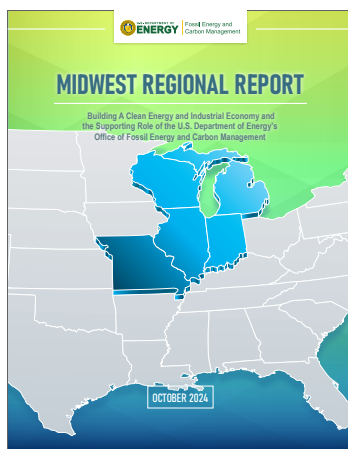 U.S. DEPARTMENT OF
ENERGY
Fossil Energy and
Carbon Management
MIDWEST REGIONAL REPORT
Building A Clean Energy and Industrial Economy and
the Supporting Role of the U.S. Department of Energy's
Office of Fossil Energy and Carbon Management
OCTOBER 2024